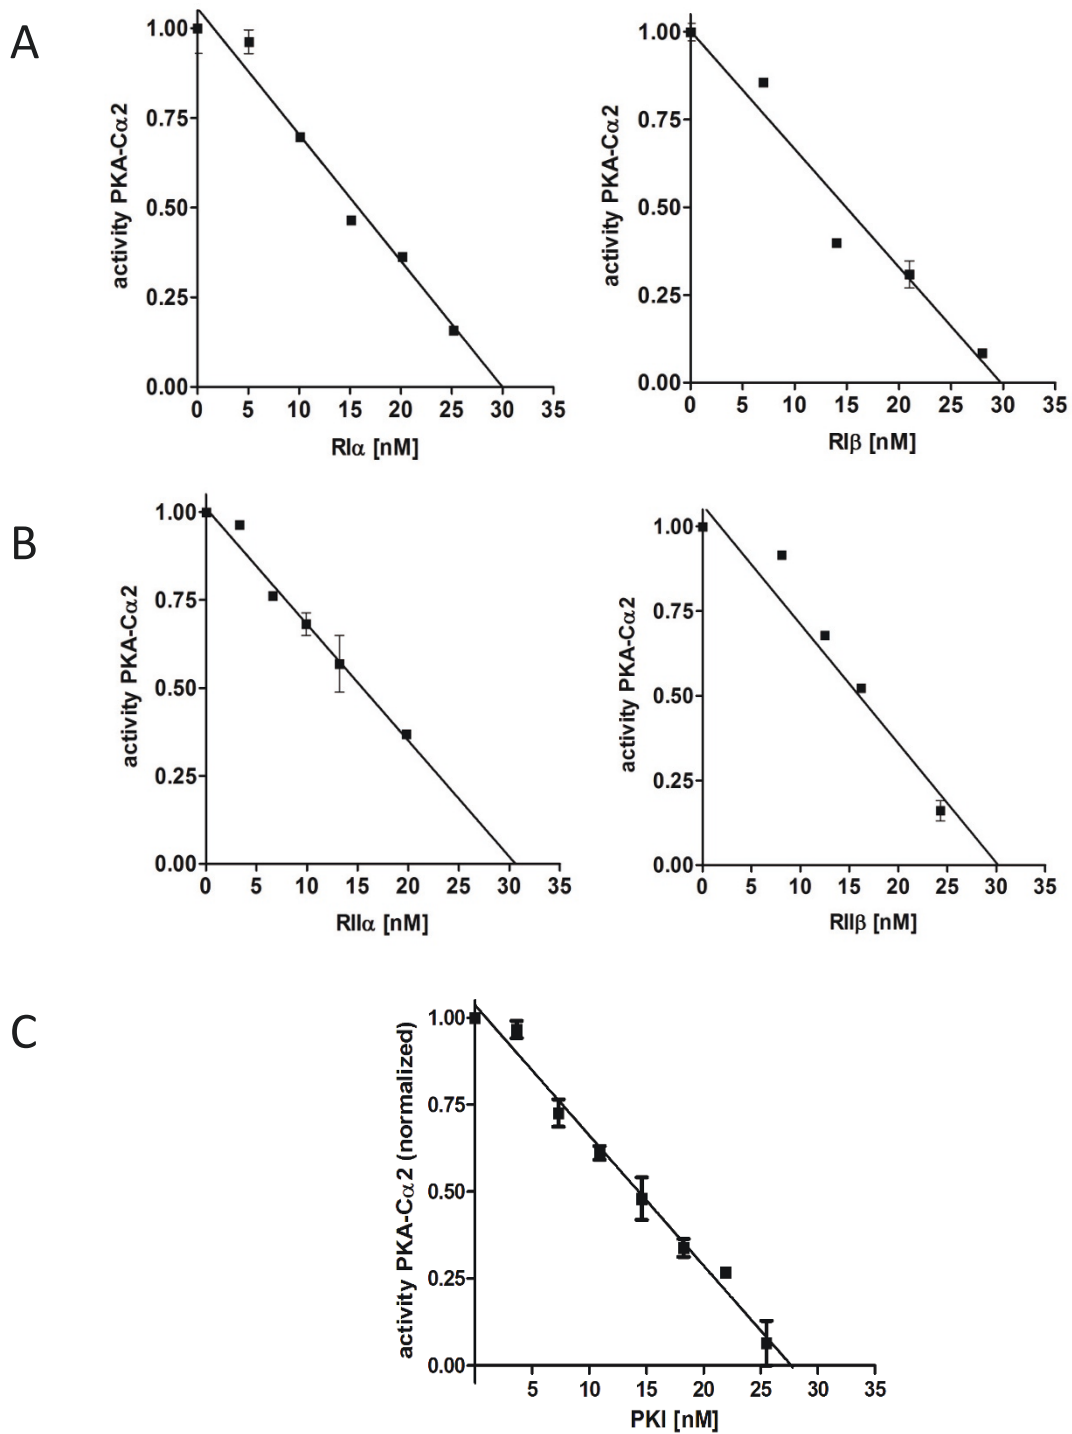 A
activity PKA-Cα2
1.00
0.75
0.50
0.25
0.00
0 5 10 15 20 25 30 35
RIα [nM]
activity PKA-Cα2
1.00
0.75
0.50
0.25
0.00
0 5 10 15 20 25 30 35
RIβ [nM]
B
activity PKA-Cα2
1.00
0.75
0.50
0.25
0.00
0 5 10 15 20 25 30 35
RIIα [nM]
activity PKA-Cα2
1.00
0.75
0.50
0.25
0.00
0 5 10 15 20 25 30 35
RIIβ [nM]
C
activity PKA-Cα2 (normalized)
1.00
0.75
0.50
0.25
0.00
5 10 15 20 25 30 35
PKI [nM]